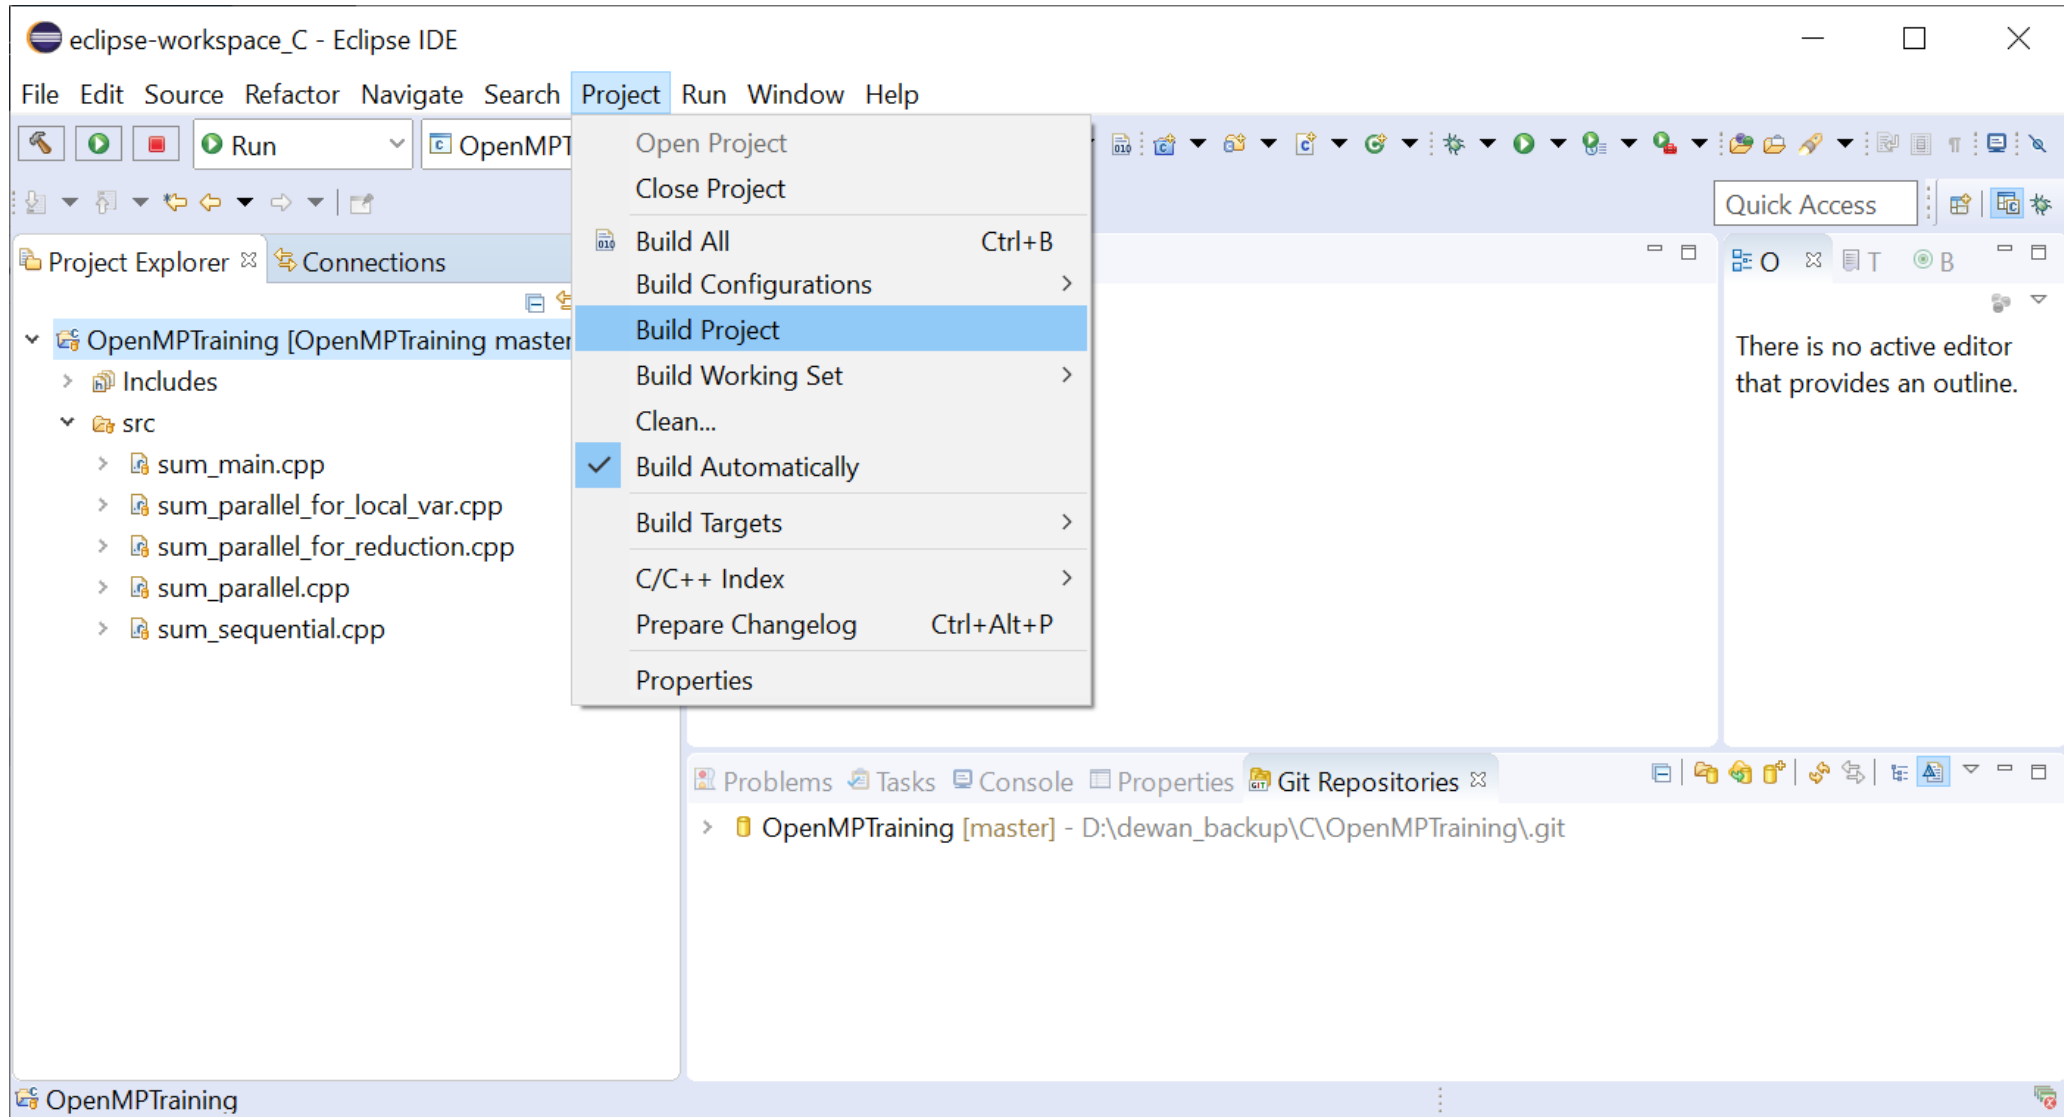 eclipse-workspace_C - Eclipse IDE
File Edit Source Refactor Navigate Search Project Run Window Help
Run
OpenMPT
Quick Access
Project Explorer
Connections
OpenMPTraining [OpenMPTraining master
Includes
src
sum_main.cpp
sum_parallel_for_local_var.cpp
sum_parallel_for_reduction.cpp
sum_parallel.cpp
sum_sequential.cpp
Open Project
Close Project
Build All Ctrl+B
Build Configurations
Build Project
Build Working Set
Clean...
Build Automatically
Build Targets
C/C++ Index
Prepare Changelog Ctrl+Alt+P
Properties
O T B
There is no active editor
that provides an outline.
Problems Tasks Console Properties Git Repositories
OpenMPTraining [master] - D:\dewan_backup\C\OpenMPTraining\.git
OpenMPTraining